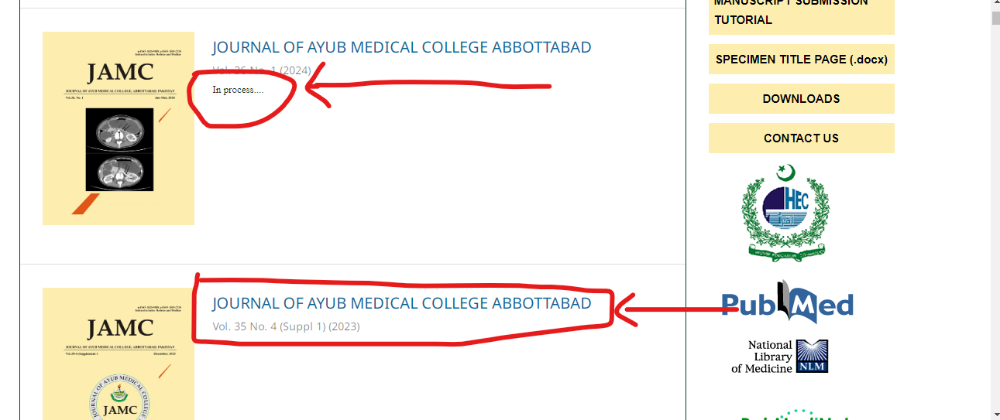 JOURNAL OF AYUB MEDICAL COLLEGE ABBOTTABAD
Vol. 36 No. 1 (2024)
In process....
JAMC
JOURNAL OF AYUB MEDICAL COLLEGE, ABBOTTABAD, PAKISTAN
Vol.36, No. 1 Jan-Mar, 2024
JOURNAL OF AYUB MEDICAL COLLEGE ABBOTTABAD
Vol. 35 No. 4 (Suppl 1) (2023)
JAMC
JOURNAL OF AYUB MEDICAL COLLEGE, ABBOTTABAD, PAKISTAN
Vol.35-4 Supplement 1 December, 2023
JOURNAL OF AYUB MEDICAL COLLEGE
JAMC
MANUSCRIPT SUBMISSION
TUTORIAL
SPECIMEN TITLE PAGE (.docx)
DOWNLOADS
CONTACT US
HEC
PubMed
National
Library
of Medicine
NLM